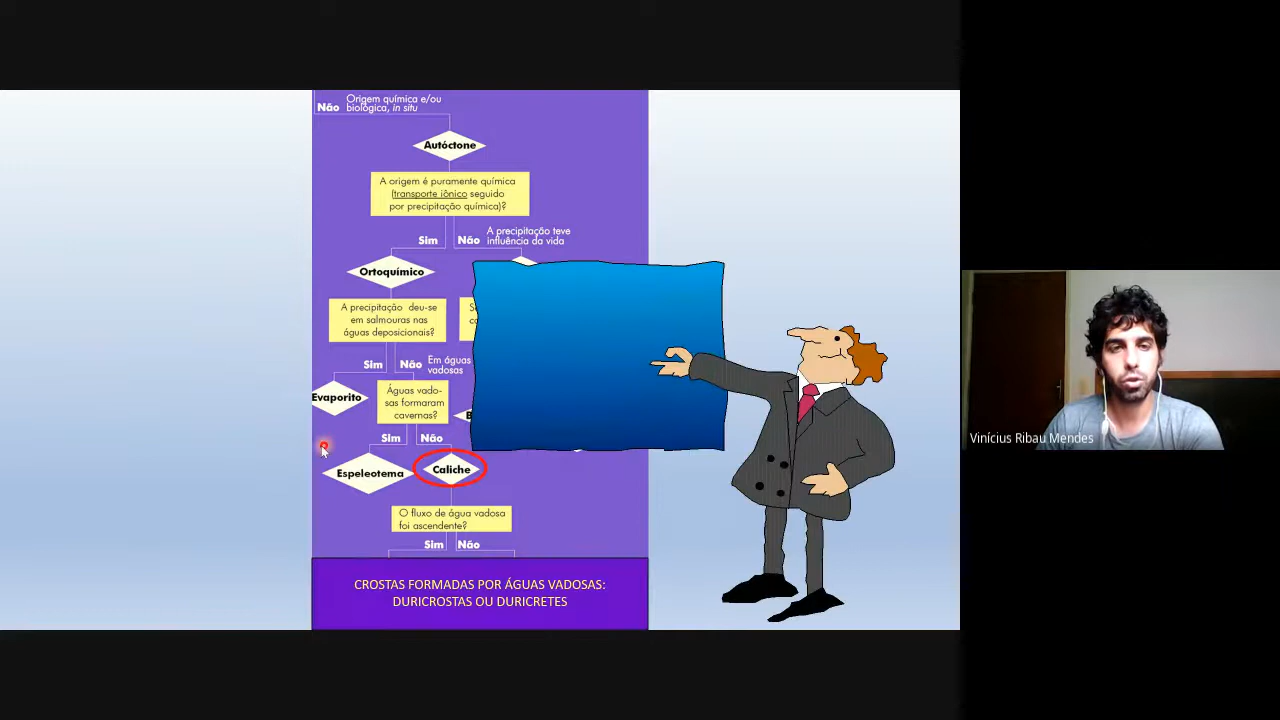 Origem química e/ou
Não biológica, in situ
Autóctone
A origem é puramente química
(transporte iônico seguido
por precipitação química)?
Sim
Não
A precipitação teve
influência da vida
Ortoquímico
A precipitação deu-se
em salmouras nas
águas deposicionais?
Sim
Não
Em águas
vadosas
Evaporito
Águas vado-
sas formaram
cavernas?
Sim
Não
Espeleotema
Caliche
O fluxo de água vadosa
foi ascendente?
Sim
Não
CROSTAS FORMADAS POR ÁGUAS VADOSAS:
DURICROSTAS OU DURICRETES
Vinícius Ribau Mendes